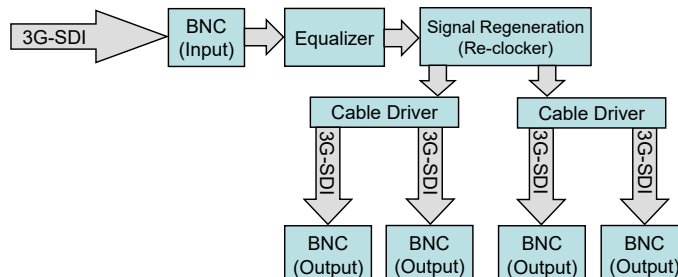 3G-SDI
BNC
(Input)
Equalizer
Signal Regeneration
(Re-clocker)
Cable Driver
Cable Driver
3G-SDI
3G-SDI
3G-SDI
3G-SDI
BNC
(Output)
BNC
(Output)
BNC
(Output)
BNC
(Output)